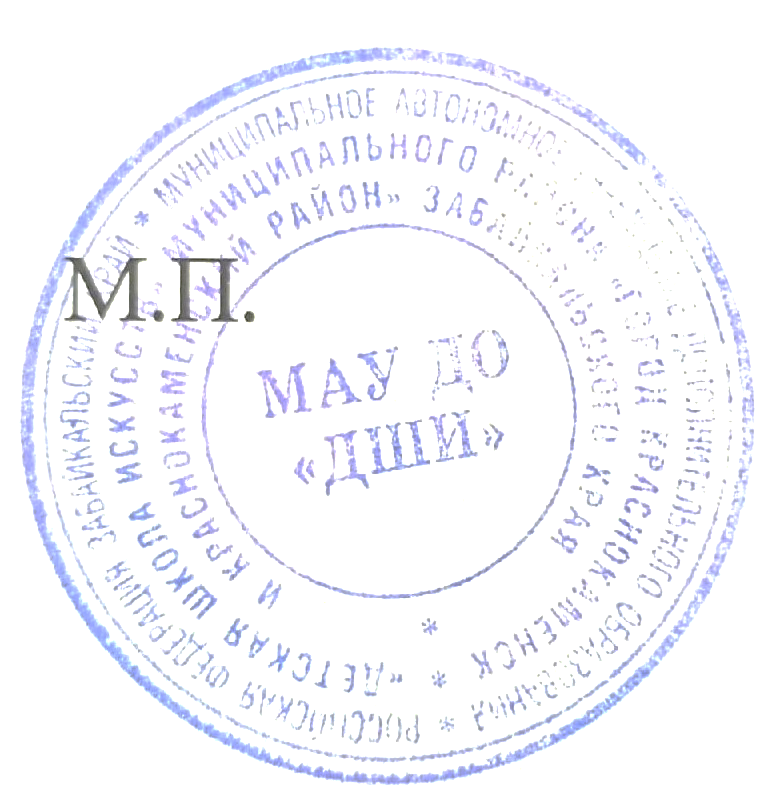 * РОССИЙСКАЯ ФЕДЕРАЦИЯ ЗАБАЙКАЛЬСКИЙ КРАЙ * МУНИЦИПАЛЬНОЕ АВТОНОМНОЕ УЧРЕЖДЕНИЕ ДОПОЛНИТЕЛЬНОГО ОБРАЗОВАНИЯ
* "ДЕТСКАЯ ШКОЛА ИСКУССТВ" МУНИЦИПАЛЬНОГО РАЙОНА «ГОРОД КРАСНОКАМЕНСК
* И КРАСНОКАМЕНСКИЙ РАЙОН" ЗАБАЙКАЛЬСКОГО КРАЯ
М.П.
МАУ ДО
«ДШИ»